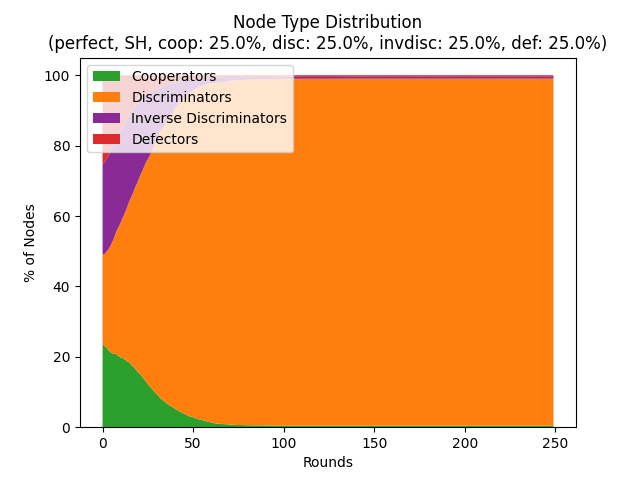 Node Type Distribution
(perfect, SH, coop: 25.0%, disc: 25.0%, invdisc: 25.0%, def: 25.0%)
Cooperators
Discriminators
Inverse Discriminators
Defectors
100
80
60
40
20
0
% of Nodes
0 50 100 150 200 250
Rounds